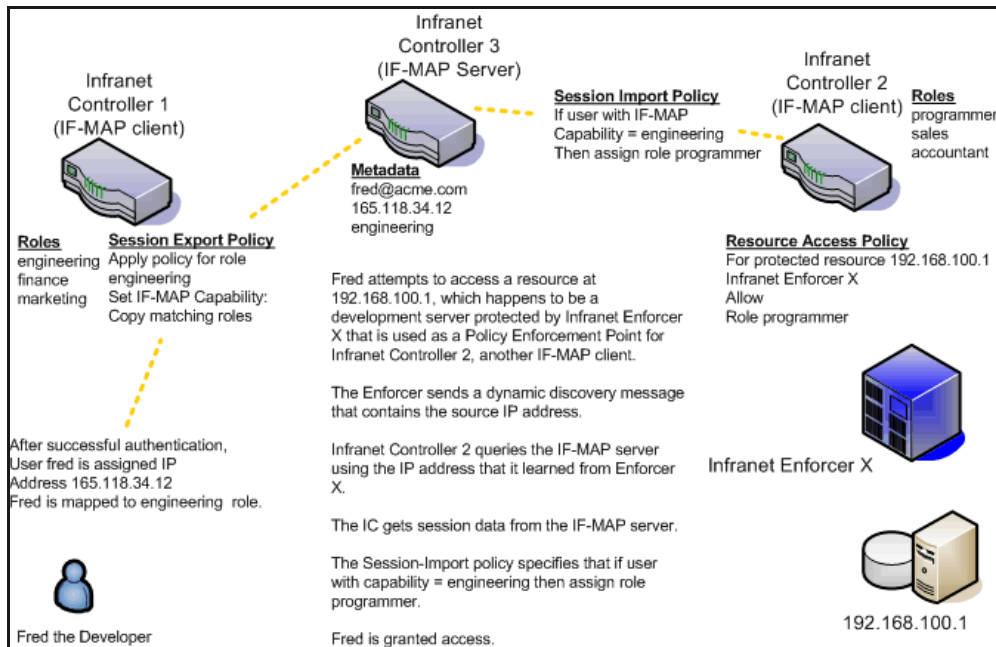 Infranet
Controller 1
(IF-MAP client)
Infranet
Controller 3
(IF-MAP Server)
Infranet
Controller 2
(IF-MAP client)
Roles
programmer
sales
accountant
Session Import Policy
If user with IF-MAP
Capability = engineering
Then assign role programmer
Metadata
fred@acme.com
165.118.34.12
engineering
Roles
engineering
finance
marketing
Session Export Policy
Apply policy for role
engineering
Set IF-MAP Capability:
Copy matching roles
Resource Access Policy
For protected resource 192.168.100.1
Infranet Enforcer X
Allow
Role programmer
Fred attempts to access a resource at
192.168.100.1, which happens to be a
development server protected by Infranet Enforcer
X that is used as a Policy Enforcement Point for
Infranet Controller 2, another IF-MAP client.
The Enforcer sends a dynamic discovery message
that contains the source IP address.
Infranet Controller 2 queries the IF-MAP server
using the IP address that it learned from Enforcer
X.
The IC gets session data from the IF-MAP server.
The Session-Import policy specifies that if user
with capability = engineering then assign role
programmer.
Fred is granted access.
After successful authentication,
User fred is assigned IP
Address 165.118.34.12
Fred is mapped to engineering role.
Infranet Enforcer X
Fred the Developer
192.168.100.1